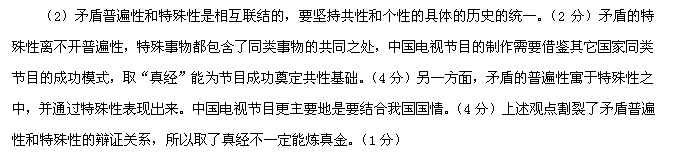 （2）矛盾普遍性和特殊性是相互联结的，要坚持共性和个性的具体的历史的统一。（2 分）矛盾的特
殊性离不开普遍性，特殊事物都包含了同类事物的共同之处，中国电视节目的制作需要借鉴其它国家同类
节目的成功模式，取“真经”能为节目成功奠定共性基础。（4 分）另一方面，矛盾的普遍性寓于特殊性之
中，并通过特殊性表现出来。中国电视节目更主要地是要结合我国国情。（4 分）上述观点割裂了矛盾普遍
性和特殊性的辩证关系，所以取了真经不一定能炼真金。（1 分）